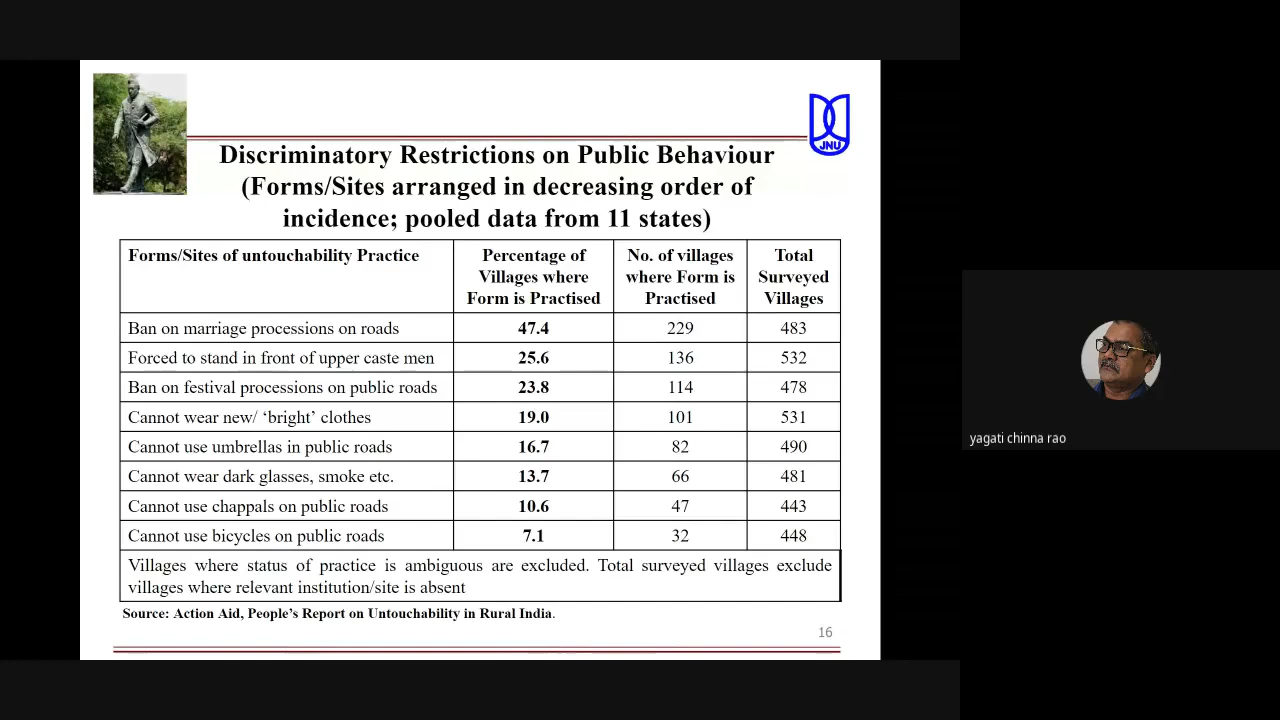 JNU
Discriminatory Restrictions on Public Behaviour
(Forms/Sites arranged in decreasing order of
incidence; pooled data from 11 states)
Forms/Sites of untouchability Practice
Percentage of
Villages where
Form is Practised
No. of villages
where Form is
Practised
Total
Surveyed
Villages
Ban on marriage processions on roads 47.4 229 483
Forced to stand in front of upper caste men 25.6 136 532
Ban on festival processions on public roads 23.8 114 478
Cannot wear new/ ‘bright’ clothes 19.0 101 531
Cannot use umbrellas in public roads 16.7 82 490
Cannot wear dark glasses, smoke etc. 13.7 66 481
Cannot use chappals on public roads 10.6 47 443
Cannot use bicycles on public roads 7.1 32 448
Villages where status of practice is ambiguous are excluded. Total surveyed villages exclude
villages where relevant institution/site is absent
Source: Action Aid, People’s Report on Untouchability in Rural India.
16
yagati chinna rao